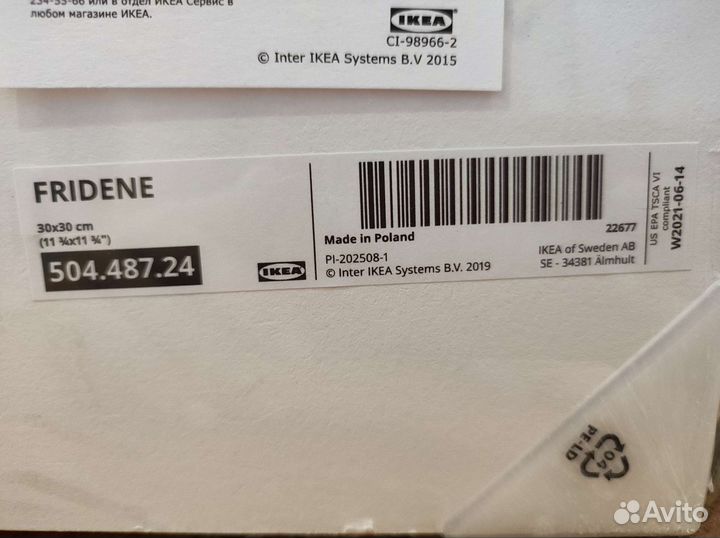 234-55-66 или в отдел ИКЕА Сервис в
любом магазине ИКЕА.
IKEA
CI-98966-2
© Inter IKEA Systems B.V 2015
FRIDENE
30x30 cm
(11 ¾x11 ¾")
504.487.24
IKEA
Made in Poland
22677
PI-202508-1
© Inter IKEA Systems B.V. 2019
IKEA of Sweden AB
SE - 34381 Älmhult
US EPA TSCA VI
compliant
W2021-06-14
04
PE-LD
Avito